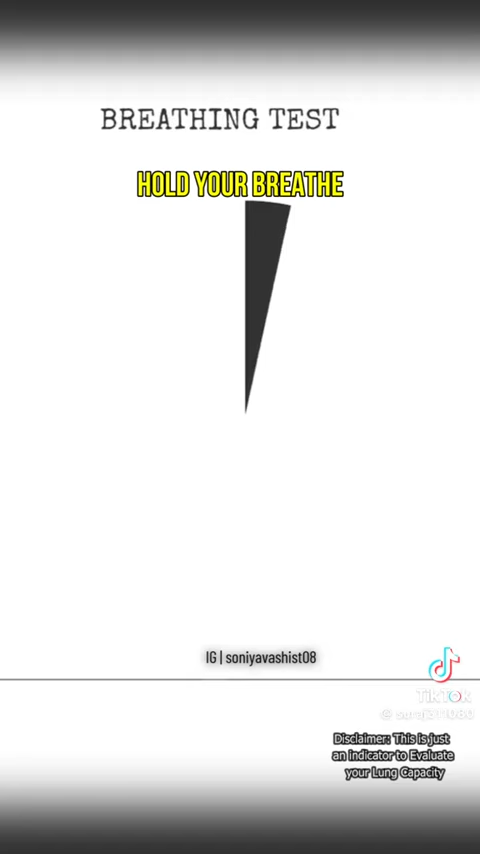 BREATHING TEST
HOLD YOUR BREATHE
IG | soniyavashist08
TikTok
Disclaimer: This is just
an indicator to Evaluate
your Lung Capacity